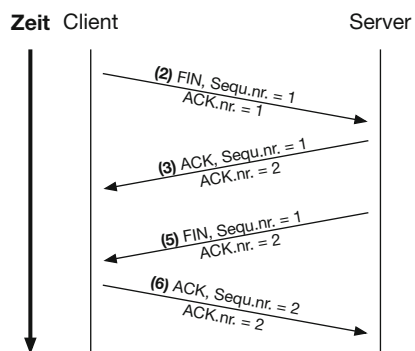 Zeit Client Server
(2) FIN, Sequ.nr. = 1
ACK.nr. = 1
(3) ACK, Sequ.nr. = 1
ACK.nr. = 2
(5) FIN, Sequ.nr. = 1
ACK.nr. = 2
(6) ACK, Sequ.nr. = 2
ACK.nr. = 2